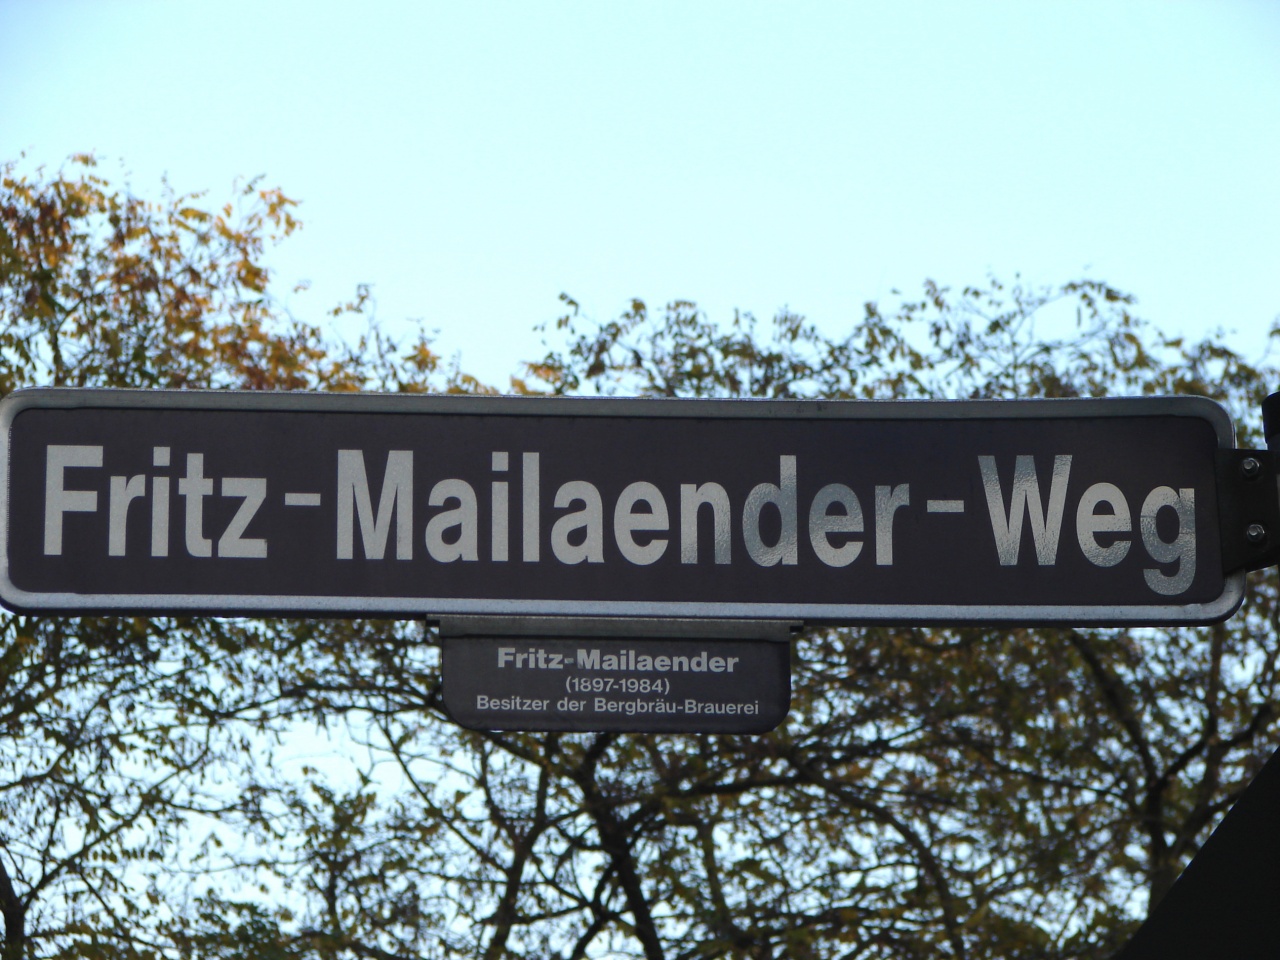 Fritz-Mailaender-Weg
Fritz-Mailaender
(1897-1984)
Besitzer der Bergbräu-Brauerei